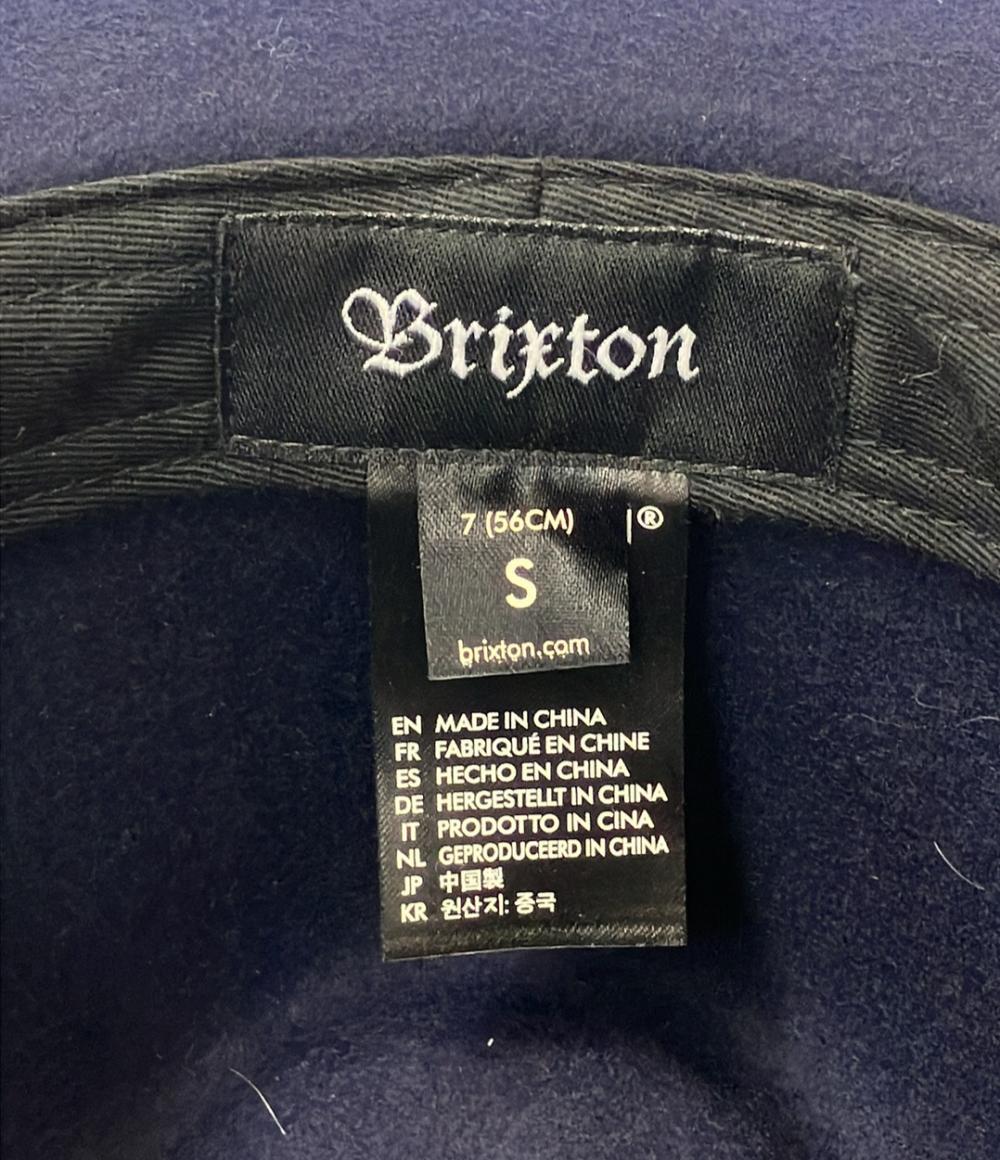 Brixton
7 (56CM)
®
S
brixton.com
EN MADE IN CHINA
FR FABRIQUÉ EN CHINE
ES HECHO EN CHINA
DE HERGESTELLT IN CHINA
IT PRODOTTO IN CINA
NL GEPRODUCEERD IN CHINA
JP 中国製
KR 원산지: 중국